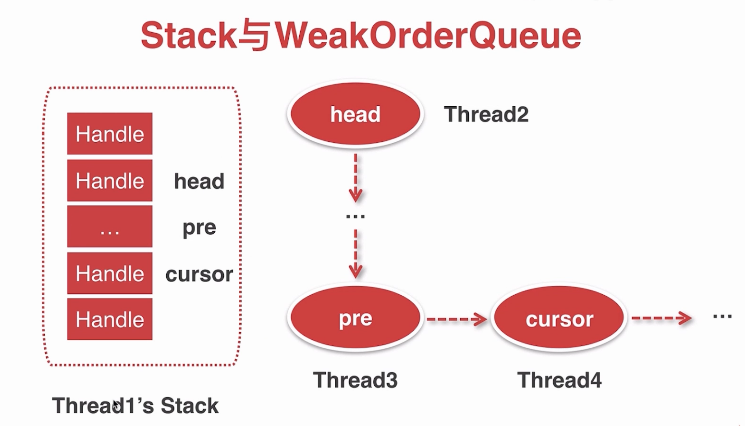 Stack与WeakOrderQueue
Handle
Handle
head
…
pre
Handle
cursor
Handle
Thread1's Stack
head
Thread2
…
pre
cursor
…
Thread3
Thread4